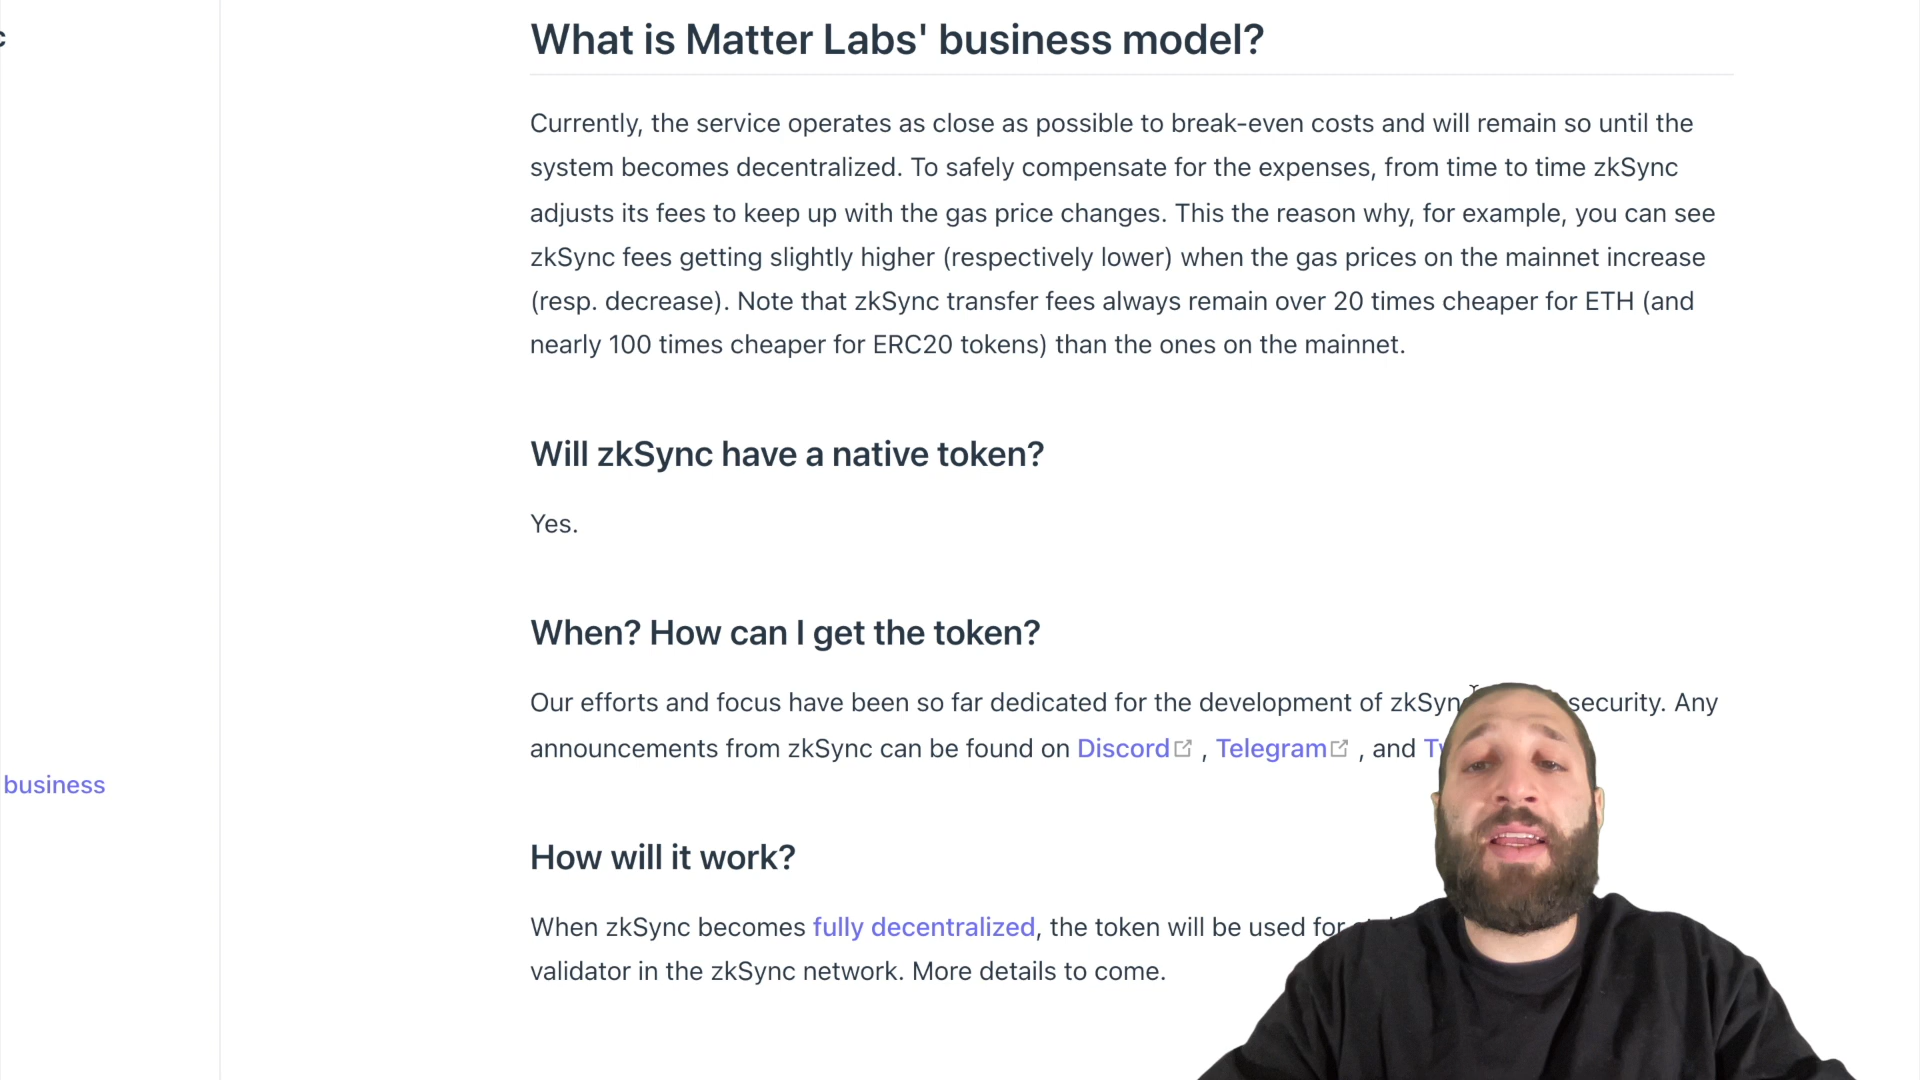 c
What is Matter Labs' business model?
Currently, the service operates as close as possible to break-even costs and will remain so until the
system becomes decentralized. To safely compensate for the expenses, from time to time zkSync
adjusts its fees to keep up with the gas price changes. This the reason why, for example, you can see
zkSync fees getting slightly higher (respectively lower) when the gas prices on the mainnet increase
(resp. decrease). Note that zkSync transfer fees always remain over 20 times cheaper for ETH (and
nearly 100 times cheaper for ERC20 tokens) than the ones on the mainnet.
Will zkSync have a native token?
Yes.
When? How can I get the token?
Our efforts and focus have been so far dedicated for the development of zkSync security. Any
announcements from zkSync can be found on Discord , Telegram , and
business
How will it work?
When zkSync becomes fully decentralized, the token will be used for
validator in the zkSync network. More details to come.